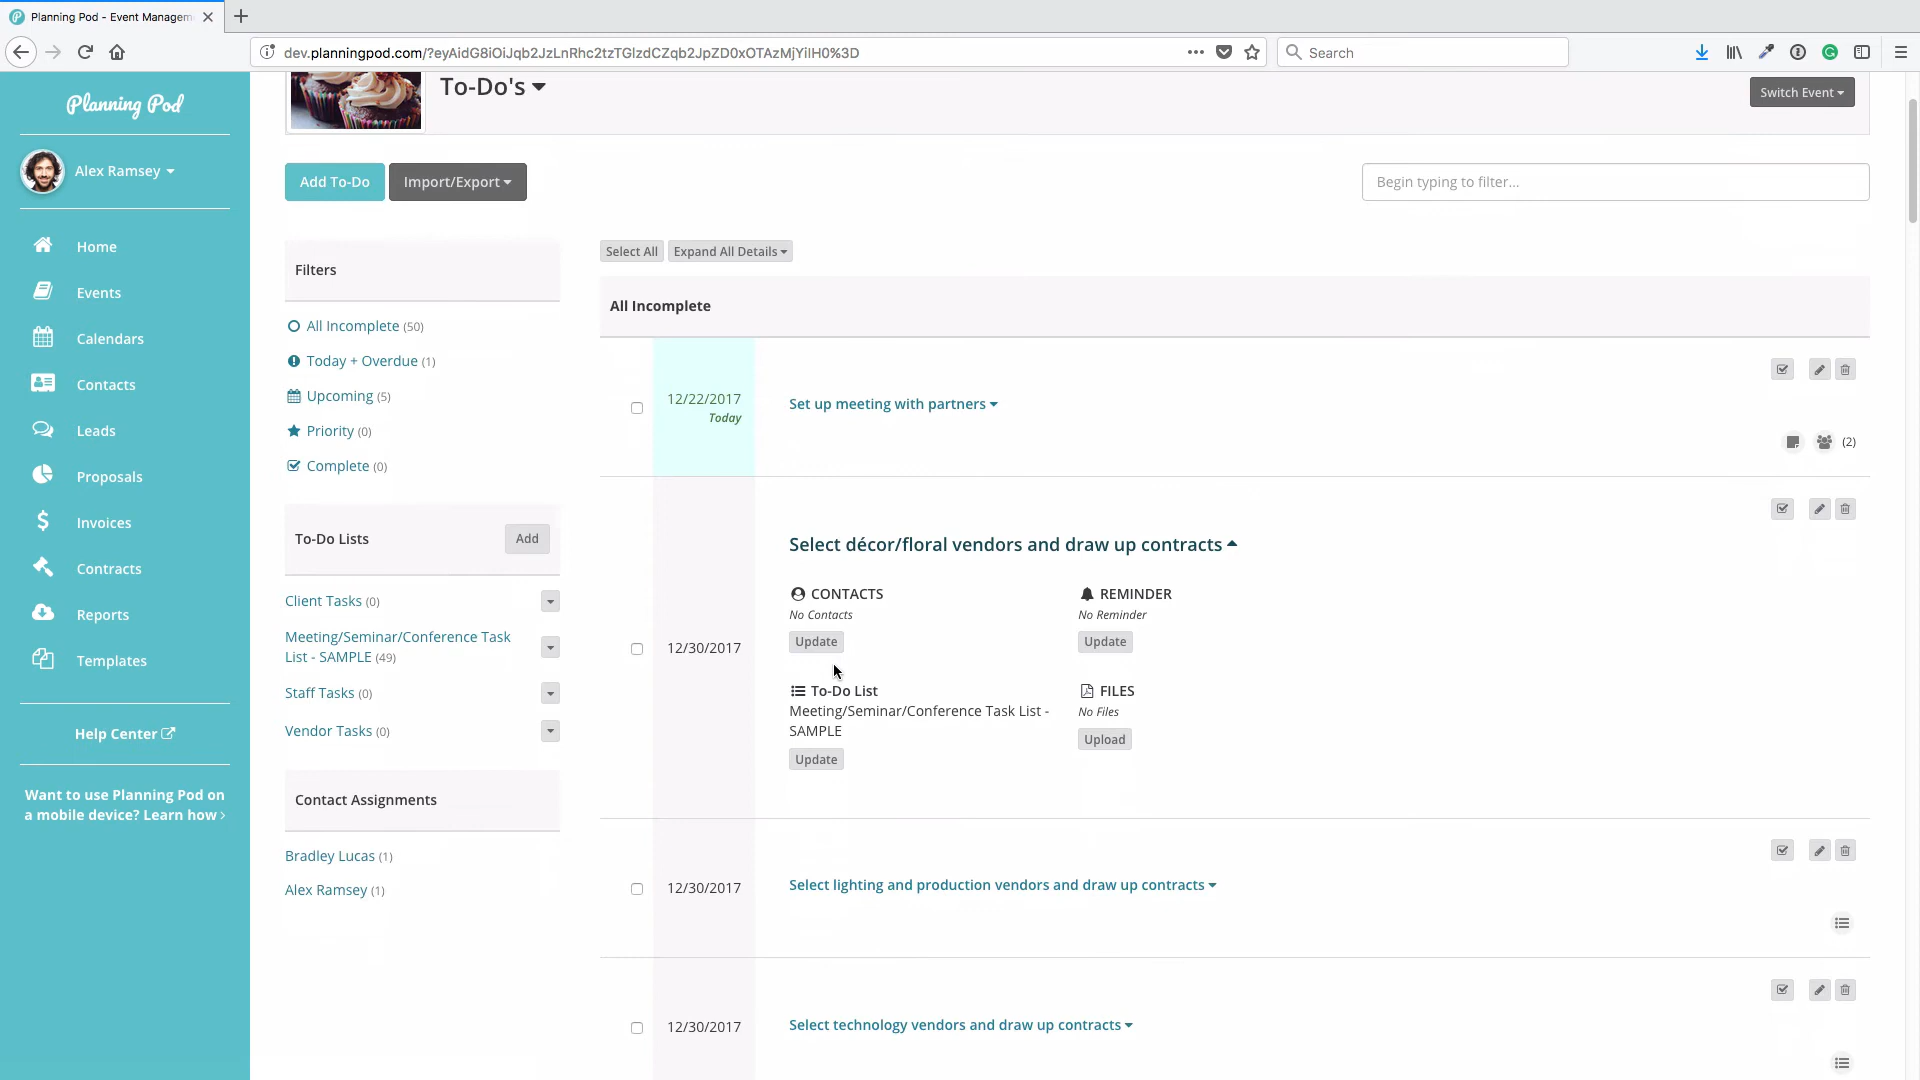 Planning Pod - Event Managem
dev.planningpod.com/?eyAidG8iOiJqb2JzLnRhc2tzTGlzdCZqb2JpZD0xOTAzMjYiIH0%3D
Search
Planning Pod
To-Do's
Switch Event
Alex Ramsey
Add To-Do
Import/Export
Begin typing to filter...
Home
Events
Calendars
Contacts
Leads
Proposals
Invoices
Contracts
Reports
Templates
Help Center
Want to use Planning Pod on
a mobile device? Learn how
Filters
All Incomplete (50)
Today + Overdue (1)
Upcoming (5)
Priority (0)
Complete (0)
To-Do Lists
Add
Client Tasks (0)
Meeting/Seminar/Conference Task
List - SAMPLE (49)
Staff Tasks (0)
Vendor Tasks (0)
Contact Assignments
Bradley Lucas (1)
Alex Ramsey (1)
Select All
Expand All Details
All Incomplete
12/22/2017
Today
Set up meeting with partners
(2)
12/30/2017
Select décor/floral vendors and draw up contracts
CONTACTS
No Contacts
Update
REMINDER
No Reminder
Update
To-Do List
Meeting/Seminar/Conference Task List -
SAMPLE
Update
FILES
No Files
Upload
12/30/2017
Select lighting and production vendors and draw up contracts
12/30/2017
Select technology vendors and draw up contracts